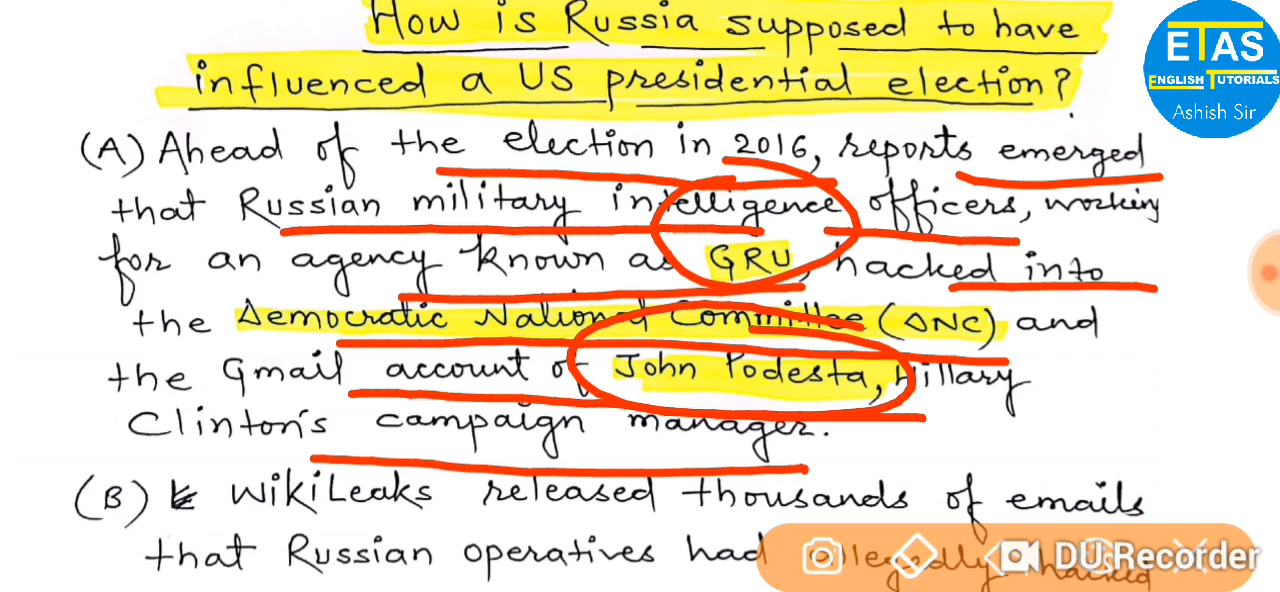 How is Russia supposed to have
influenced a US presidential election?
ETAS
ENGLISH TUTORIALS
Ashish Sir
(A) Ahead of the election in 2016, reports emerged
that Russian military intelligence officers, working
for an agency known as GRU, hacked into
the Democratic National Committee (DNC) and
the Gmail account of John Podesta, Hillary
Clinton's campaign manager.
(B) WikiLeaks released thousands of emails
that Russian operatives had allegedly hacked
DU Recorder